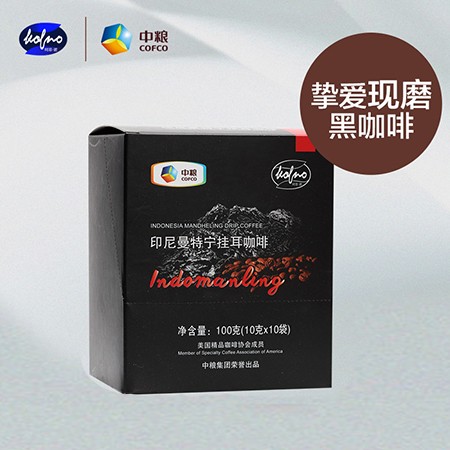 kofno
中粮
COFCO
挚爱现磨
黑咖啡
中粮
COFCO
kofno
INDONESIA MANDHELING DRIP COFFEE
印尼曼特宁挂耳咖啡
Indomanling
净含量：100克(10克x10袋)
美国精品咖啡协会成员
Member of Specialty Coffee Association of America
中粮集团荣誉出品